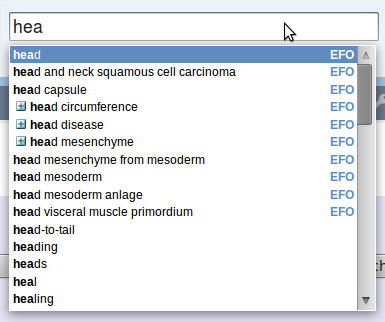 hea
head EFO
head and neck squamous cell carcinoma EFO
head capsule EFO
head circumference EFO
head disease EFO
head mesenchyme EFO
head mesenchyme from mesoderm EFO
head mesoderm EFO
head mesoderm anlage EFO
head visceral muscle primordium EFO
head-to-tail
heading
heads
heal
healing